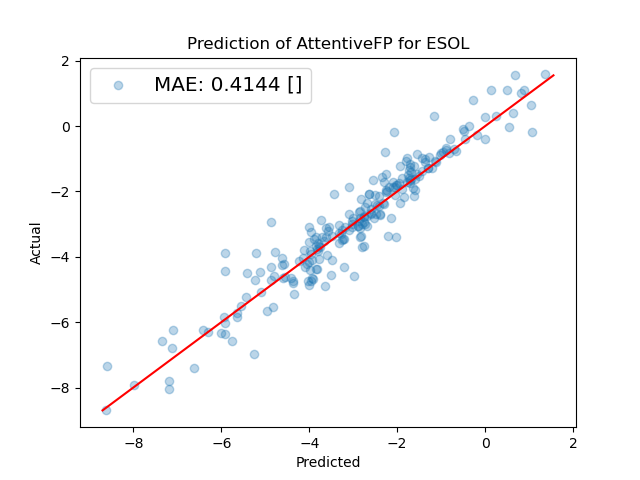 Prediction of AttentiveFP for ESOL
MAE: 0.4144 []
2
0
−2
−4
−6
−8
Actual
−8 −6 −4 −2 0 2
Predicted